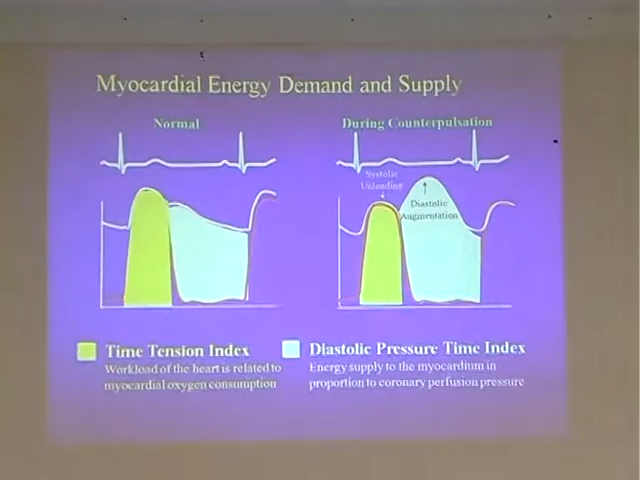 Myocardial Energy Demand and Supply
Normal
During Counterpulsation
Systolic
Unloading
Diastolic
Augmentation
Time Tension Index
Workload of the heart is related to
myocardial oxygen consumption
Diastolic Pressure Time Index
Energy supply to the myocardium in
proportion to coronary perfusion pressure